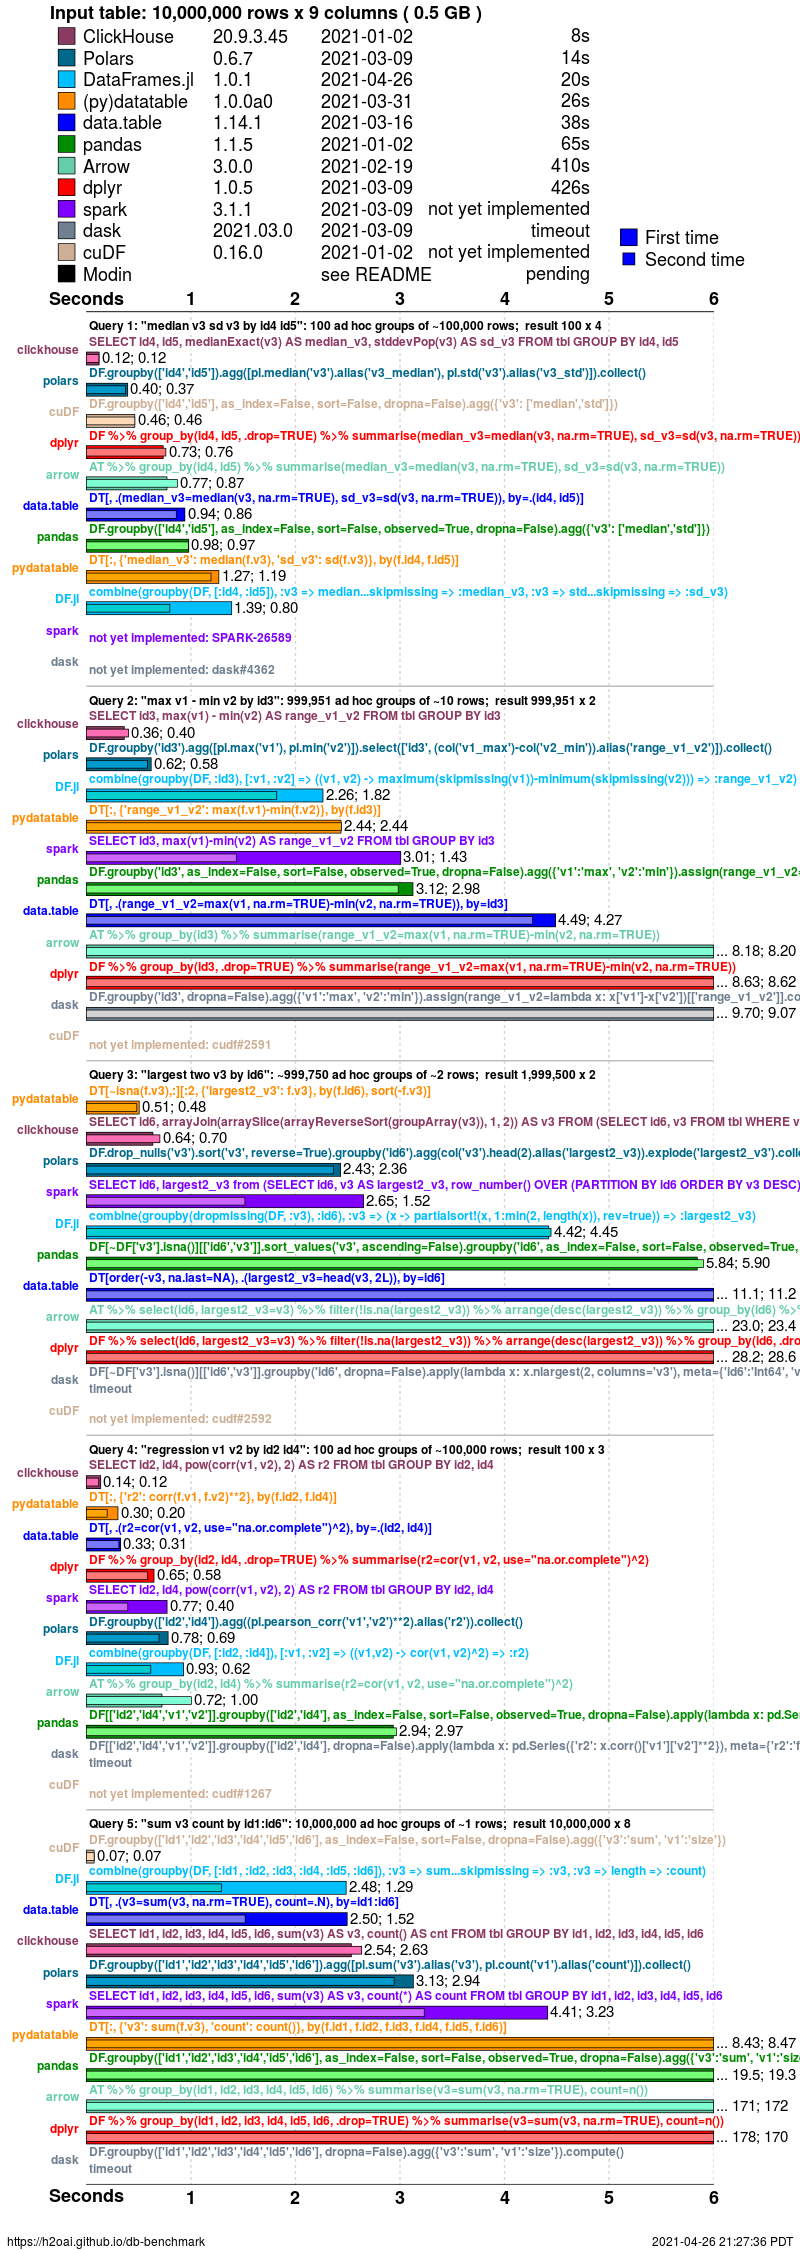 Input table: 10,000,000 rows x 9 columns ( 0.5 GB )
ClickHouse 20.9.3.45 2021-01-02 8s
Polars 0.6.7 2021-03-09 14s
DataFrames.jl 1.0.1 2021-04-26 20s
(py)datatable 1.0.0a0 2021-03-31 26s
data.table 1.14.1 2021-03-16 38s
pandas 1.1.5 2021-01-02 65s
Arrow 3.0.0 2021-02-19 410s
dplyr 1.0.5 2021-03-09 426s
spark 3.1.1 2021-03-09 not yet implemented
dask 2021.03.0 2021-03-09 timeout
cuDF 0.16.0 2021-01-02 not yet implemented
Modin see README pending
First time
Second time
Seconds 1 2 3 4 5 6
Query 1: "median v3 sd v3 by id4 id5": 100 ad hoc groups of ~100,000 rows; result 100 x 4
clickhouse SELECT id4, id5, medianExact(v3) AS median_v3, stddevPop(v3) AS sd_v3 FROM tbl GROUP BY id4, id5
0.12; 0.12
polars DF.groupby(['id4','id5']).agg([pl.median('v3').alias('v3_median'), pl.std('v3').alias('v3_std')]).collect()
0.40; 0.37
cuDF DF.groupby(['id4','id5'], as_index=False, sort=False, dropna=False).agg({'v3': ['median','std']})
0.46; 0.46
dplyr DF %>% group_by(id4, id5, .drop=TRUE) %>% summarise(median_v3=median(v3, na.rm=TRUE), sd_v3=sd(v3, na.rm=TRUE))
0.73; 0.76
arrow AT %>% group_by(id4, id5) %>% summarise(median_v3=median(v3, na.rm=TRUE), sd_v3=sd(v3, na.rm=TRUE))
0.77; 0.87
data.table DT[, .(median_v3=median(v3, na.rm=TRUE), sd_v3=sd(v3, na.rm=TRUE)), by=.(id4, id5)]
0.94; 0.86
pandas DF.groupby(['id4','id5'], as_index=False, sort=False, observed=True, dropna=False).agg({'v3': ['median','std']})
0.98; 0.97
pydatatable DT[:, {'median_v3': median(f.v3), 'sd_v3': sd(f.v3)}, by(f.id4, f.id5)]
1.27; 1.19
DF.jl combine(groupby(DF, [:id4, :id5]), :v3 => median...skipmissing => :median_v3, :v3 => std...skipmissing => :sd_v3)
1.39; 0.80
spark not yet implemented: SPARK-26589
dask not yet implemented: dask#4362
Query 2: "max v1 - min v2 by id3": 999,951 ad hoc groups of ~10 rows; result 999,951 x 2
clickhouse SELECT id3, max(v1) - min(v2) AS range_v1_v2 FROM tbl GROUP BY id3
0.36; 0.40
polars DF.groupby('id3').agg([pl.max('v1'), pl.min('v2')]).select(['id3', (col('v1_max')-col('v2_min')).alias('range_v1_v2')]).collect()
0.62; 0.58
DF.jl combine(groupby(DF, :id3), [:v1, :v2] => ((v1, v2) -> maximum(skipmissing(v1))-minimum(skipmissing(v2))) => :range_v1_v2)
2.26; 1.82
pydatatable DT[:, {'range_v1_v2': max(f.v1)-min(f.v2)}, by(f.id3)]
2.44; 2.44
spark SELECT id3, max(v1)-min(v2) AS range_v1_v2 FROM tbl GROUP BY id3
3.01; 1.43
pandas DF.groupby('id3', as_index=False, sort=False, observed=True, dropna=False).agg({'v1':'max', 'v2':'min'}).assign(range_v1_v2=
3.12; 2.98
data.table DT[, .(range_v1_v2=max(v1, na.rm=TRUE)-min(v2, na.rm=TRUE)), by=id3]
4.49; 4.27
arrow AT %>% group_by(id3) %>% summarise(range_v1_v2=max(v1, na.rm=TRUE)-min(v2, na.rm=TRUE))
... 8.18; 8.20
dplyr DF %>% group_by(id3, .drop=TRUE) %>% summarise(range_v1_v2=max(v1, na.rm=TRUE)-min(v2, na.rm=TRUE))
... 8.63; 8.62
dask DF.groupby('id3', dropna=False).agg({'v1':'max', 'v2':'min'}).assign(range_v1_v2=lambda x: x['v1']-x['v2'])[['range_v1_v2']].co
... 9.70; 9.07
cuDF not yet implemented: cudf#2591
Query 3: "largest two v3 by id6": ~999,750 ad hoc groups of ~2 rows; result 1,999,500 x 2
pydatatable DT[~isna(f.v3),:][:2, {'largest2_v3': f.v3}, by(f.id6), sort(-f.v3)]
0.51; 0.48
clickhouse SELECT id6, arrayJoin(arraySlice(arrayReverseSort(groupArray(v3)), 1, 2)) AS v3 FROM (SELECT id6, v3 FROM tbl WHERE v
0.64; 0.70
polars DF.drop_nulls('v3').sort('v3', reverse=True).groupby('id6').agg(col('v3').head(2).alias('largest2_v3')).explode('largest2_v3').colle
2.43; 2.36
spark SELECT id6, largest2_v3 from (SELECT id6, v3 AS largest2_v3, row_number() OVER (PARTITION BY id6 ORDER BY v3 DESC)
2.65; 1.52
DF.jl combine(groupby(dropmissing(DF, :v3), :id6), :v3 => (x -> partialsort!(x, 1:min(2, length(x)), rev=true)) => :largest2_v3)
4.42; 4.45
pandas DF[~DF['v3'].isna()][['id6','v3']].sort_values('v3', ascending=False).groupby('id6', as_index=False, sort=False, observed=True,
5.84; 5.90
data.table DT[order(-v3, na.last=NA), .(largest2_v3=head(v3, 2L)), by=id6]
... 11.1; 11.2
arrow AT %>% select(id6, largest2_v3=v3) %>% filter(!is.na(largest2_v3)) %>% arrange(desc(largest2_v3)) %>% group_by(id6) %>%
... 23.0; 23.4
dplyr DF %>% select(id6, largest2_v3=v3) %>% filter(!is.na(largest2_v3)) %>% arrange(desc(largest2_v3)) %>% group_by(id6, .dro
... 28.2; 28.6
dask DF[~DF['v3'].isna()][['id6','v3']].groupby('id6', dropna=False).apply(lambda x: x.nlargest(2, columns='v3'), meta={'id6':'Int64', 'v
timeout
cuDF not yet implemented: cudf#2592
Query 4: "regression v1 v2 by id2 id4": 100 ad hoc groups of ~100,000 rows; result 100 x 3
clickhouse SELECT id2, id4, pow(corr(v1, v2), 2) AS r2 FROM tbl GROUP BY id2, id4
0.14; 0.12
pydatatable DT[:, {'r2': corr(f.v1, f.v2)**2}, by(f.id2, f.id4)]
0.30; 0.20
data.table DT[, .(r2=cor(v1, v2, use="na.or.complete")^2), by=.(id2, id4)]
0.33; 0.31
dplyr DF %>% group_by(id2, id4, .drop=TRUE) %>% summarise(r2=cor(v1, v2, use="na.or.complete")^2)
0.65; 0.58
spark SELECT id2, id4, pow(corr(v1, v2), 2) AS r2 FROM tbl GROUP BY id2, id4
0.77; 0.40
polars DF.groupby(['id2','id4']).agg((pl.pearson_corr('v1','v2')**2).alias('r2')).collect()
0.78; 0.69
DF.jl combine(groupby(DF, [:id2, :id4]), [:v1, :v2] => ((v1,v2) -> cor(v1, v2)^2) => :r2)
0.93; 0.62
arrow AT %>% group_by(id2, id4) %>% summarise(r2=cor(v1, v2, use="na.or.complete")^2)
0.72; 1.00
pandas DF[['id2','id4','v1','v2']].groupby(['id2','id4'], as_index=False, sort=False, observed=True, dropna=False).apply(lambda x: pd.Se
2.94; 2.97
dask DF[['id2','id4','v1','v2']].groupby(['id2','id4'], dropna=False).apply(lambda x: pd.Series({'r2': x.corr()['v1']['v2']**2}), meta={'r2':'f
timeout
cuDF not yet implemented: cudf#1267
Query 5: "sum v3 count by id1:id6": 10,000,000 ad hoc groups of ~1 rows; result 10,000,000 x 8
cuDF DF.groupby(['id1','id2','id3','id4','id5','id6'], as_index=False, sort=False, dropna=False).agg({'v3':'sum', 'v1':'size'})
0.07; 0.07
DF.jl combine(groupby(DF, [:id1, :id2, :id3, :id4, :id5, :id6]), :v3 => sum...skipmissing => :v3, :v3 => length => :count)
2.48; 1.29
data.table DT[, .(v3=sum(v3, na.rm=TRUE), count=.N), by=id1:id6]
2.50; 1.52
clickhouse SELECT id1, id2, id3, id4, id5, id6, sum(v3) AS v3, count() AS cnt FROM tbl GROUP BY id1, id2, id3, id4, id5, id6
2.54; 2.63
polars DF.groupby(['id1','id2','id3','id4','id5','id6']).agg([pl.sum('v3').alias('v3'), pl.count('v1').alias('count')]).collect()
3.13; 2.94
spark SELECT id1, id2, id3, id4, id5, id6, sum(v3) AS v3, count(*) AS count FROM tbl GROUP BY id1, id2, id3, id4, id5, id6
4.41; 3.23
pydatatable DT[:, {'v3': sum(f.v3), 'count': count()}, by(f.id1, f.id2, f.id3, f.id4, f.id5, f.id6)]
... 8.43; 8.47
pandas DF.groupby(['id1','id2','id3','id4','id5','id6'], as_index=False, sort=False, observed=True, dropna=False).agg({'v3':'sum', 'v1':'size
... 19.5; 19.3
arrow AT %>% group_by(id1, id2, id3, id4, id5, id6) %>% summarise(v3=sum(v3, na.rm=TRUE), count=n())
... 171; 172
dplyr DF %>% group_by(id1, id2, id3, id4, id5, id6, .drop=TRUE) %>% summarise(v3=sum(v3, na.rm=TRUE), count=n())
... 178; 170
dask DF.groupby(['id1','id2','id3','id4','id5','id6'], dropna=False).agg({'v3':'sum', 'v1':'size'}).compute()
timeout
Seconds 1 2 3 4 5 6
https://h2oai.github.io/db-benchmark 2021-04-26 21:27:36 PDT